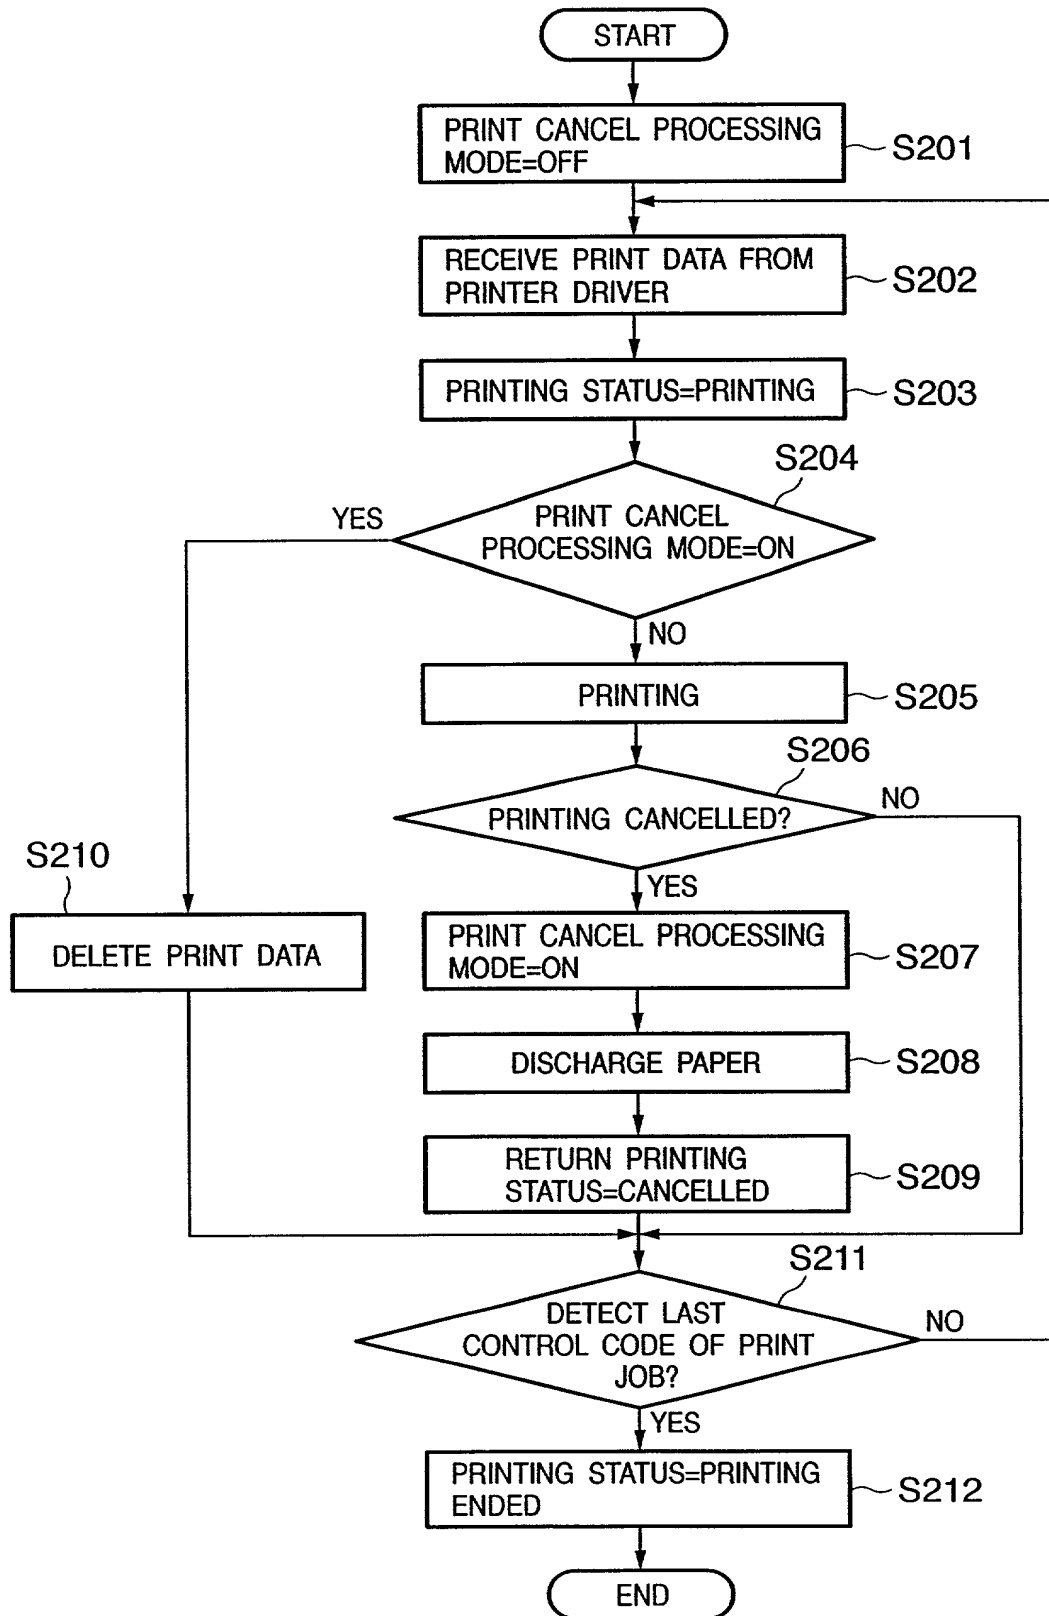 START
PRINT CANCEL PROCESSING
MODE=OFF
S201
RECEIVE PRINT DATA FROM
PRINTER DRIVER
S202
PRINTING STATUS=PRINTING
S203
S204
YES
PRINT CANCEL
PROCESSING MODE=ON
NO
PRINTING
S205
S206
PRINTING CANCELLED?
NO
YES
S210
DELETE PRINT DATA
PRINT CANCEL PROCESSING
MODE=ON
S207
DISCHARGE PAPER
S208
RETURN PRINTING
STATUS=CANCELLED
S209
S211
DETECT LAST
CONTROL CODE OF PRINT
JOB?
NO
YES
PRINTING STATUS=PRINTING
ENDED
S212
END